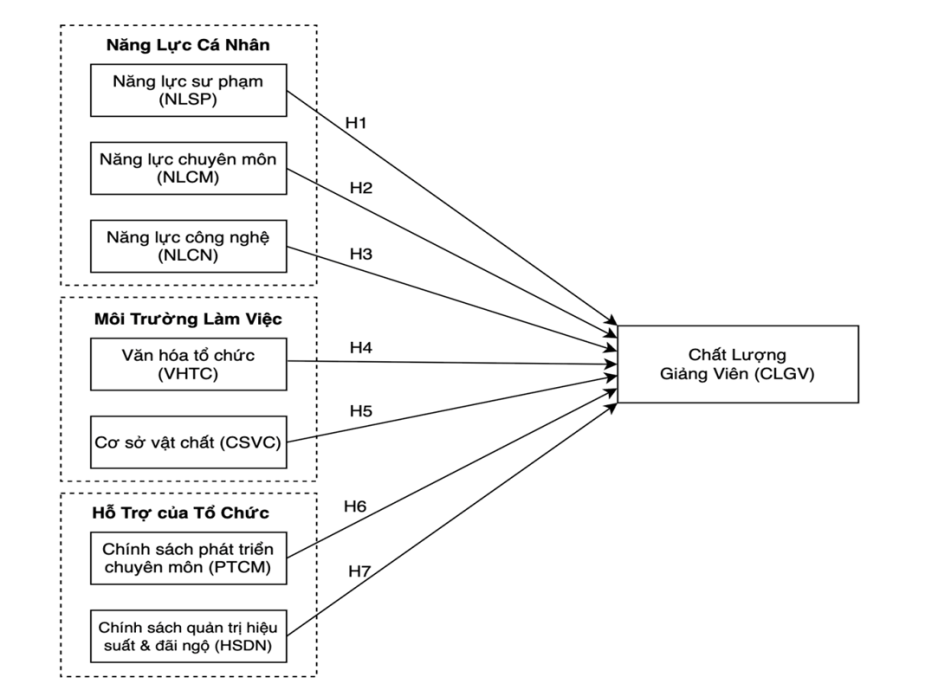 Năng Lực Cá Nhân
Năng lực sư phạm
(NLSP)
H1
Năng lực chuyên môn
(NLCM)
H2
Năng lực công nghệ
(NLCN)
H3
Môi Trường Làm Việc
Văn hóa tổ chức
(VHTC)
H4
Cơ sở vật chất (CSVC)
H5
Chất Lượng
Giảng Viên (CLGV)
Hỗ Trợ của Tổ Chức
H6
Chính sách phát triển
chuyên môn (PTCM)
H7
Chính sách quản trị hiệu
suất & đãi ngộ (HSDN)